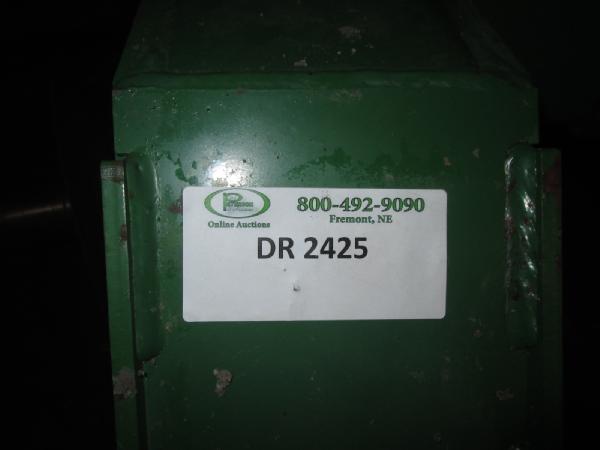 800-492-9090
Fremont, NE
Online Auctions
DR 2425